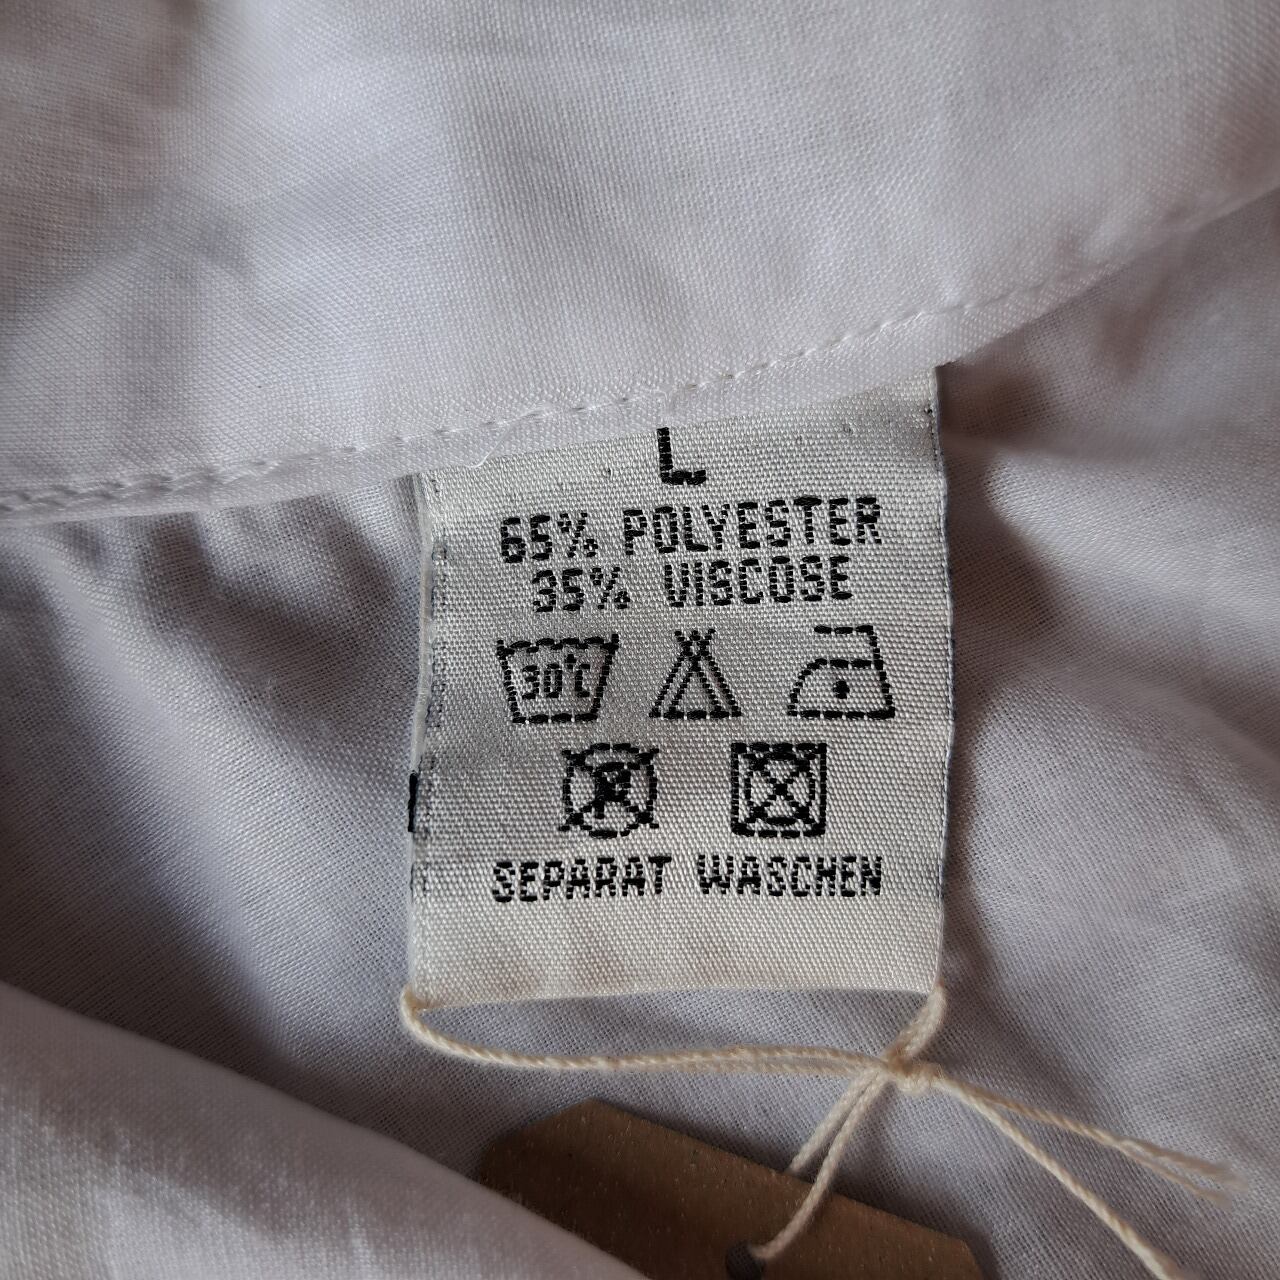 L
65% POLYESTER
35% VISCOSE
30°C
P
SEPARAT WASCHEN